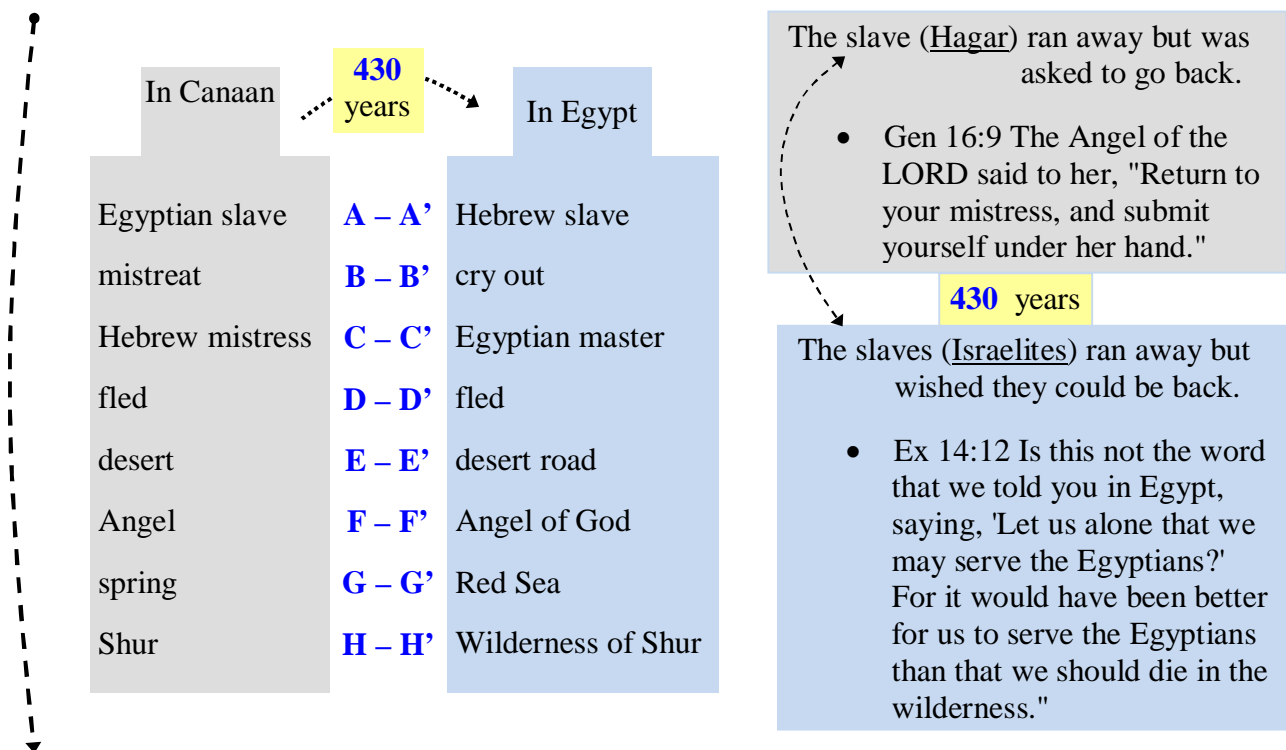 430
years
In Canaan
In Egypt
Egyptian slave A – A’ Hebrew slave
mistreat B – B’ cry out
Hebrew mistress C – C’ Egyptian master
fled D – D’ fled
desert E – E’ desert road
Angel F – F’ Angel of God
spring G – G’ Red Sea
Shur H – H’ Wilderness of Shur
The slave (Hagar) ran away but was
asked to go back.
• Gen 16:9 The Angel of the
LORD said to her, "Return to
your mistress, and submit
yourself under her hand."
430 years
The slaves (Israelites) ran away but
wished they could be back.
• Ex 14:12 Is this not the word
that we told you in Egypt,
saying, 'Let us alone that we
may serve the Egyptians?'
For it would have been better
for us to serve the Egyptians
than that we should die in the
wilderness."